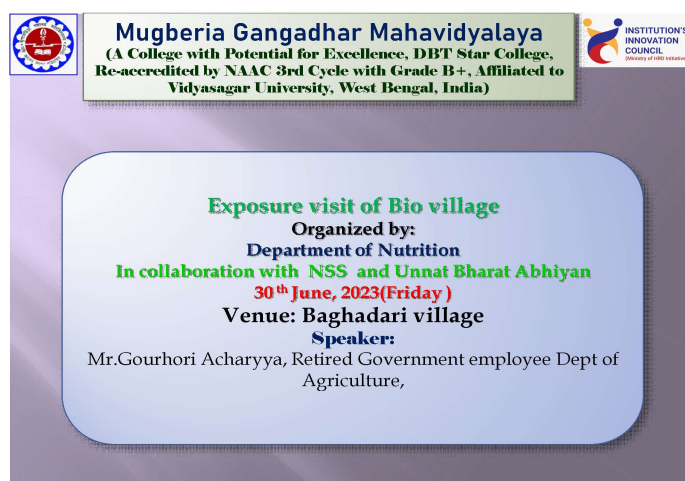 Mugberia Gangadhar Mahavidyalaya
(A College with Potential for Excellence, DBT Star College,
Re-accredited by NAAC 3rd Cycle with Grade B+, Affiliated to
Vidyasagar University, West Bengal, India)
INSTITUTION'S
INNOVATION
COUNCIL
(Ministry of HRD Initiative
Exposure visit of Bio village
Organized by:
Department of Nutrition
In collaboration with NSS and Unnat Bharat Abhiyan
30 th June, 2023(Friday )
Venue: Baghadari village
Speaker:
Mr.Gourhori Acharyya, Retired Government employee Dept of
Agriculture,